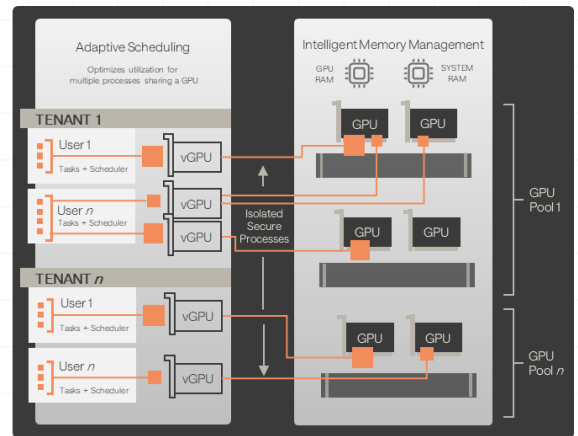 Adaptive Scheduling
Optimizes utilization for
multiple processes sharing a GPU
Intelligent Memory Management
GPU
RAM
SYSTEM
RAM
TENANT 1
User 1
Tasks + Scheduler
vGPU
User n
Tasks + Scheduler
vGPU
vGPU
Isolated
Secure
Processes
GPU
GPU
GPU
GPU
GPU
Pool 1
TENANT n
User 1
Tasks + Scheduler
vGPU
User n
Tasks + Scheduler
vGPU
GPU
GPU
GPU
Pool n